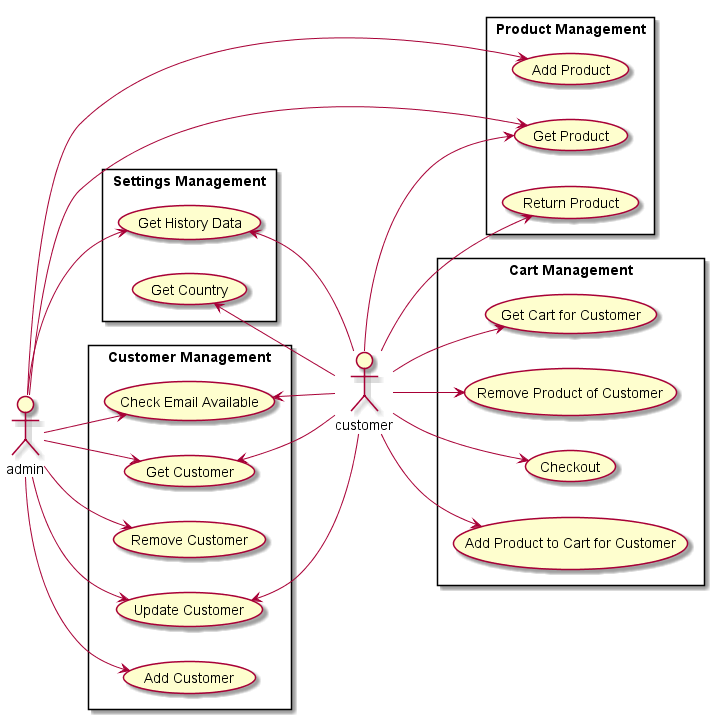 Product Management
Add Product
Get Product
Return Product
Settings Management
Get History Data
Get Country
Cart Management
Get Cart for Customer
Remove Product of Customer
Checkout
Add Product to Cart for Customer
Customer Management
Check Email Available
Get Customer
Remove Customer
Update Customer
Add Customer
admin
customer